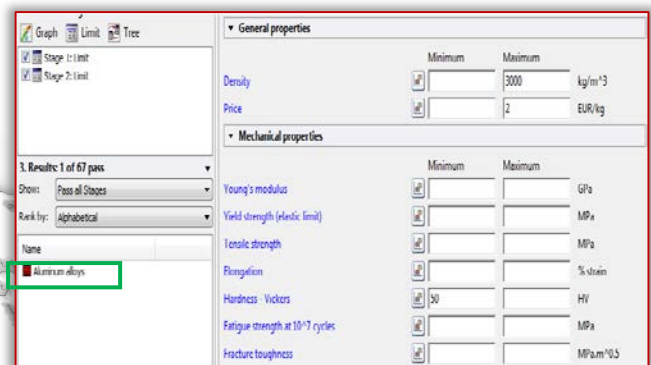 Graph Limit Tree
Stage 1: Limit
Stage 2: Limit
3. Results: 1 of 67 pass
Show: Pass all Stages
Rank by: Alphabetical
Name
Aluminum alloys
General properties
Minimum Maximum
Density 3000 kg/m^3
Price 2 EUR/kg
Mechanical properties
Minimum Maximum
Young's modulus GPa
Yield strength (elastic limit) MPa
Tensile strength MPa
Elongation % strain
Hardness - Vickers 50 HV
Fatigue strength at 10^7 cycles MPa
Fracture toughness MPa.m^0.5